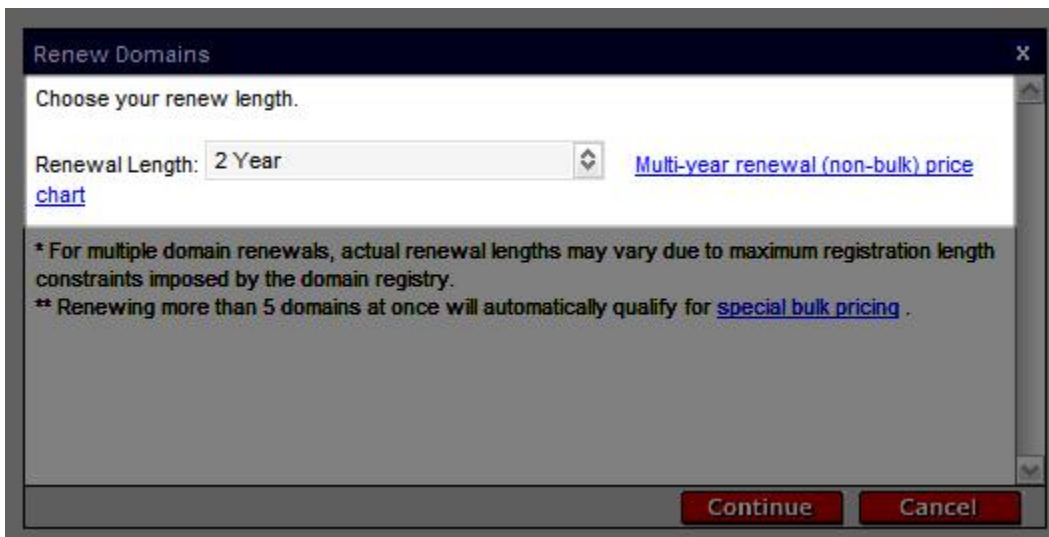 Renew Domains x
Choose your renew length.
Renewal Length: 2 Year Multi-year renewal (non-bulk) price
chart
* For multiple domain renewals, actual renewal lengths may vary due to maximum registration length
constraints imposed by the domain registry.
** Renewing more than 5 domains at once will automatically qualify for special bulk pricing .
Continue Cancel